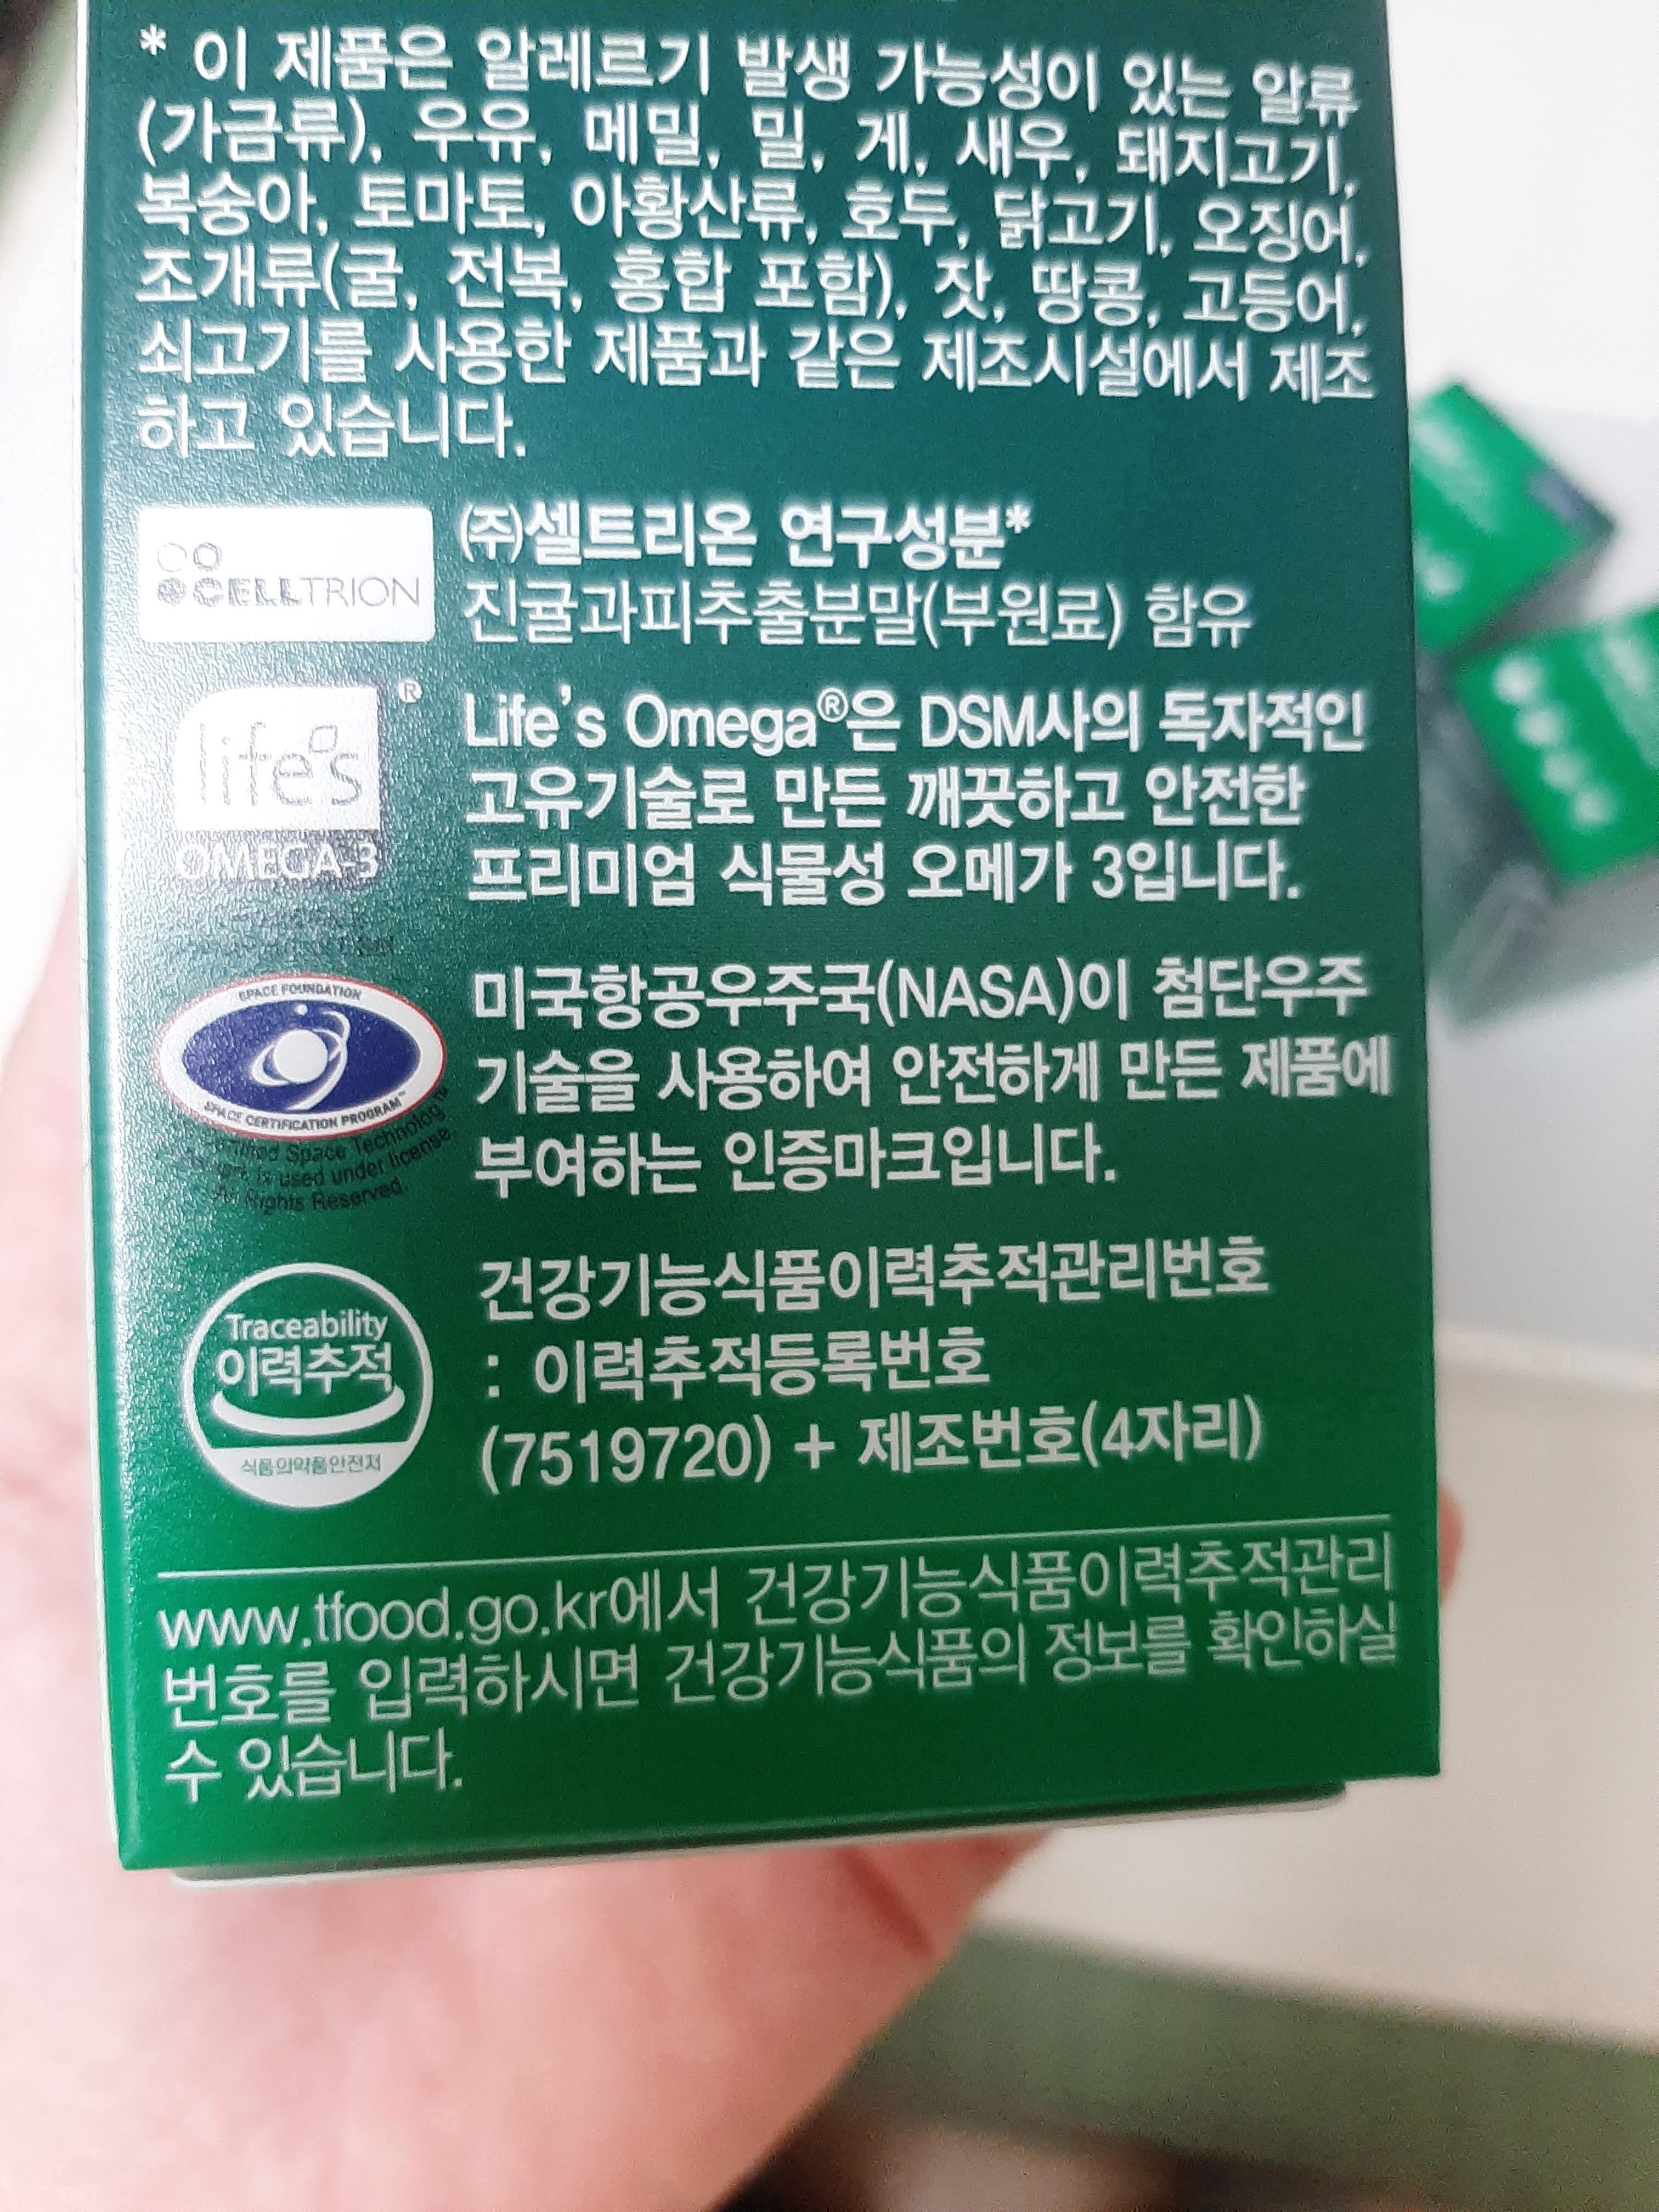 * 이 제품은 알레르기 발생 가능성이 있는 알류
(가금류), 우유, 메밀, 밀, 게, 새우, 돼지고기,
복숭아, 토마토, 아황산류, 호두, 닭고기, 오징어,
조개류(굴, 전복, 홍합 포함), 잣, 땅콩, 고등어,
쇠고기를 사용한 제품과 같은 제조시설에서 제조
하고 있습니다.
CELLTRION
㈜셀트리온 연구성분*
진귤과피추출분말(부원료) 함유
life's®
OMEGA-3
Life's Omega®은 DSM사의 독자적인
고유기술로 만든 깨끗하고 안전한
프리미엄 식물성 오메가 3입니다.
SPACE FOUNDATION
SPACE CERTIFICATION PROGRAM™
Certified Space Technology™
is used under license.
All Rights Reserved.
미국항공우주국(NASA)이 첨단우주
기술을 사용하여 안전하게 만든 제품에
부여하는 인증마크입니다.
Traceability
이력추적
식품의약품안전처
건강기능식품이력추적관리번호
: 이력추적등록번호
(7519720) + 제조번호(4자리)
www.tfood.go.kr에서 건강기능식품이력추적관리
번호를 입력하시면 건강기능식품의 정보를 확인하실
수 있습니다.